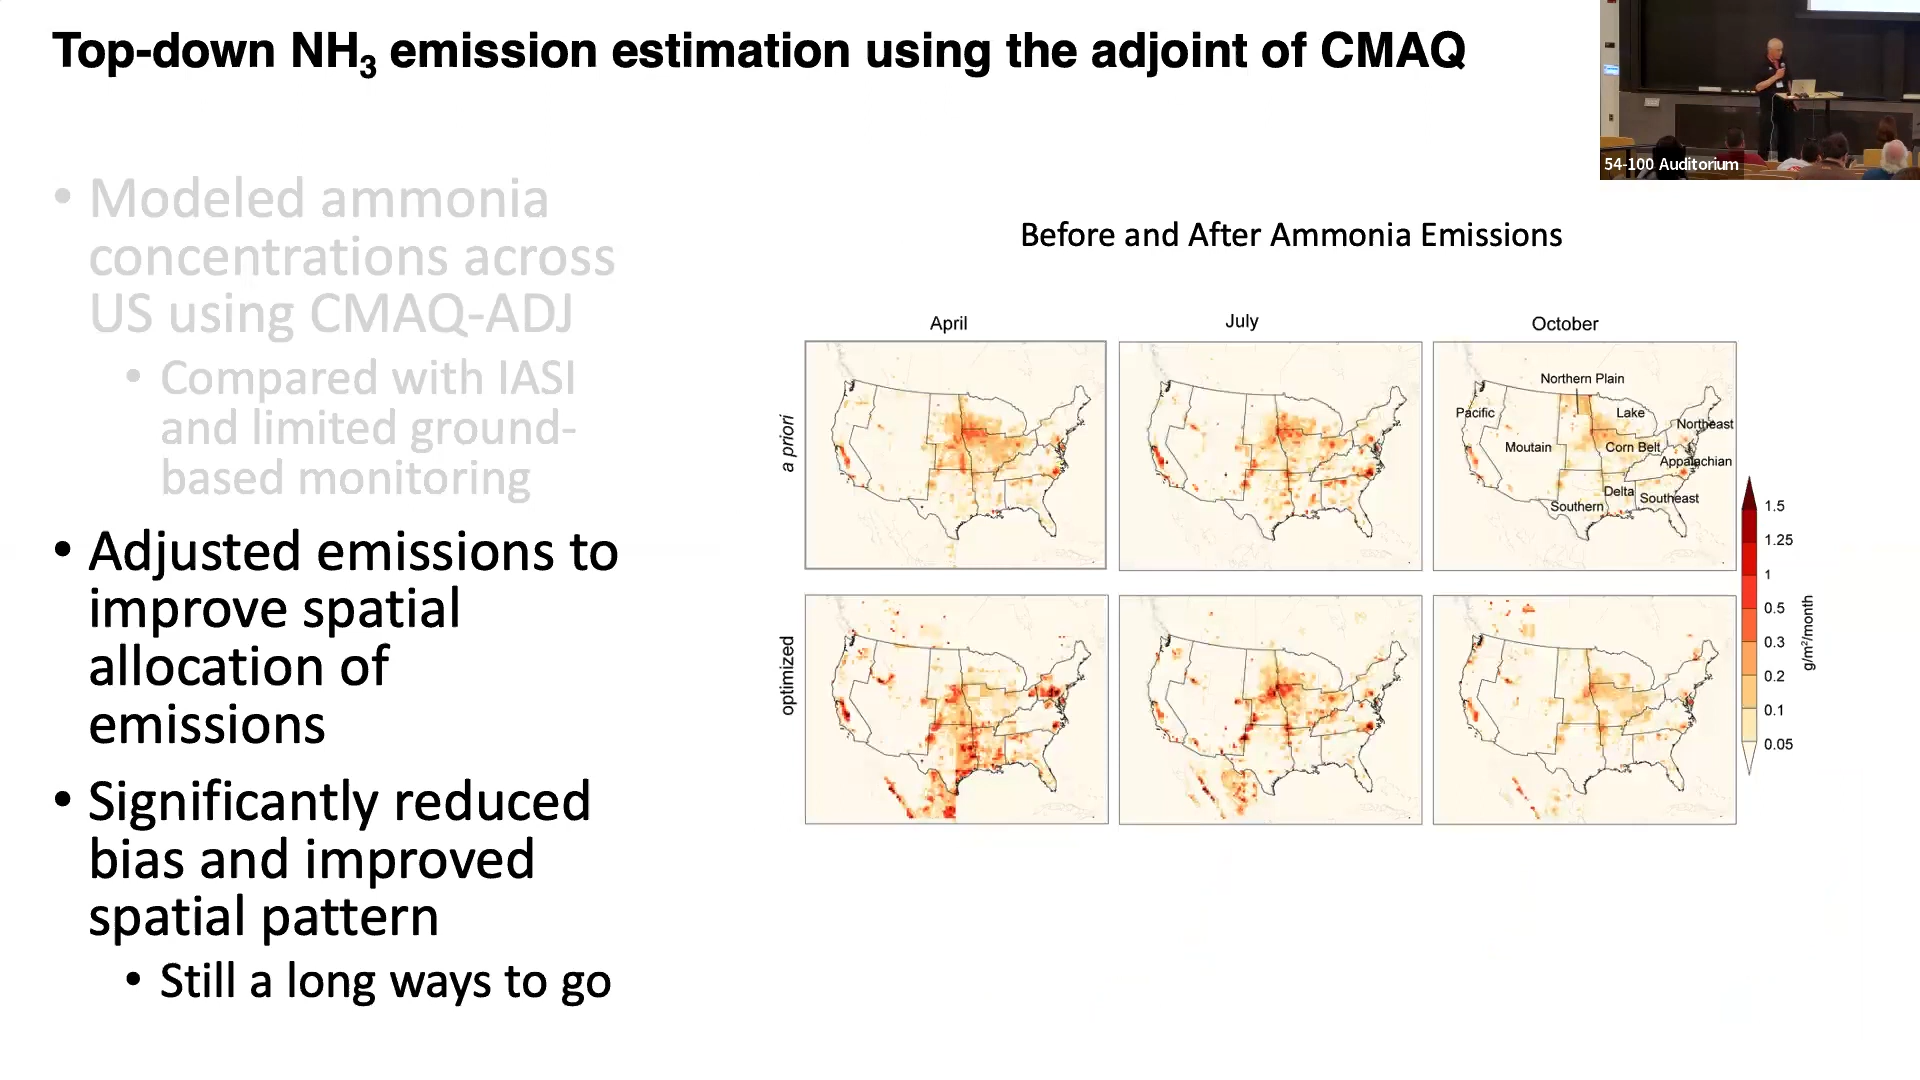 Top-down NH3 emission estimation using the adjoint of CMAQ
54-100 Auditorium
• Modeled ammonia
concentrations across
US using CMAQ-ADJ
• Compared with IASI
and limited ground-
based monitoring
• Adjusted emissions to
improve spatial
allocation of
emissions
• Significantly reduced
bias and improved
spatial pattern
• Still a long ways to go
Before and After Ammonia Emissions
April
July
October
a priori
Northern Plain
Pacific
Lake
Northeast
Moutain
Corn Belt
Appalachian
Delta
Southeast
Southern
optimized
1.5
1.25
1
0.5
0.3
0.2
0.1
0.05
g/m²/month